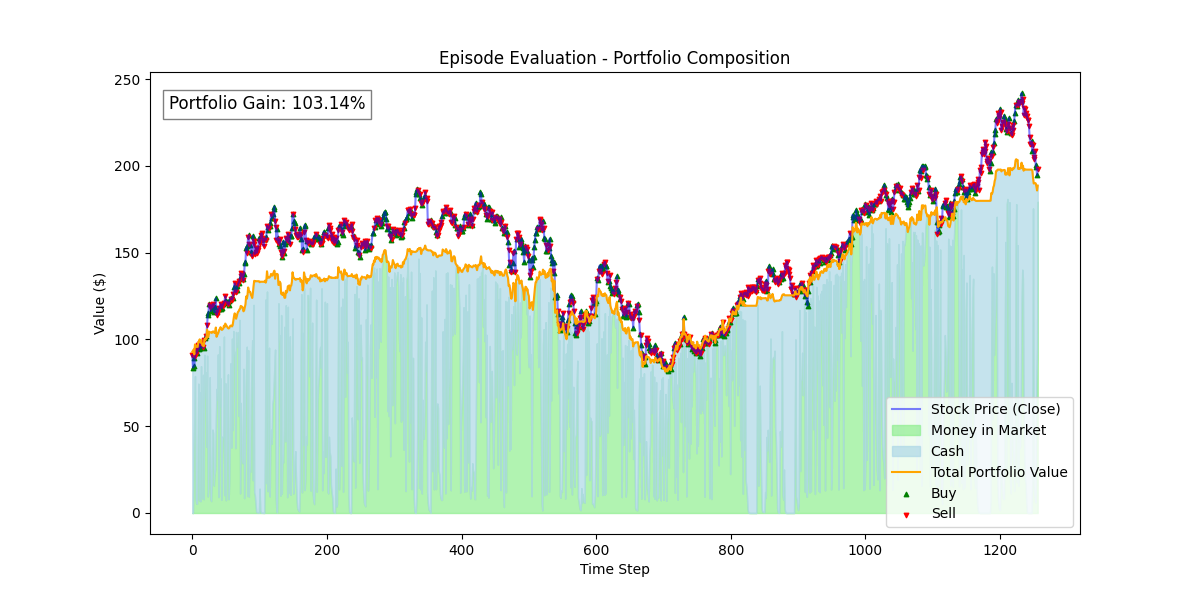 Episode Evaluation - Portfolio Composition
Portfolio Gain: 103.14%
Value ($)
250
200
150
100
50
0
0 200 400 600 800 1000 1200
Time Step
Stock Price (Close)
Money in Market
Cash
Total Portfolio Value
Buy
Sell